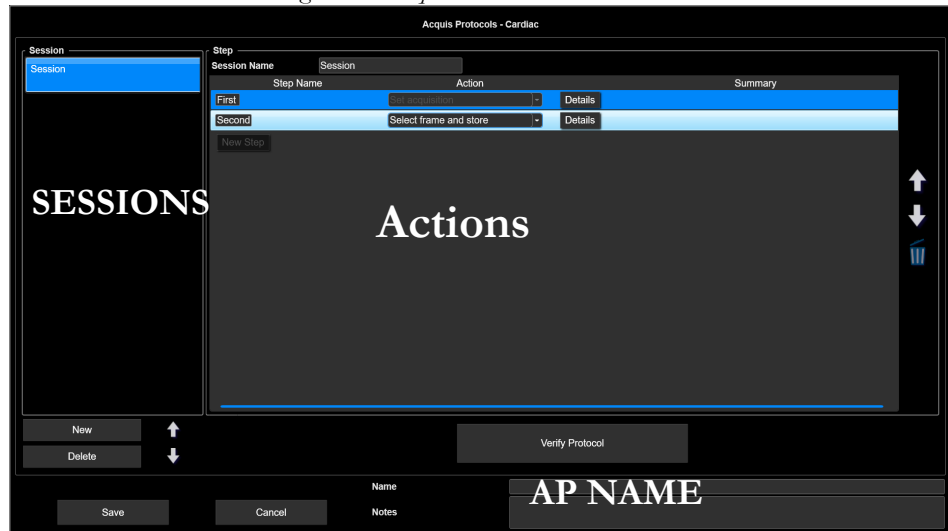 Acquis Protocols - Cardiac
Session
Session
Step
Session Name Session
Step Name Action Summary
First Set acquisition Details
Second Select frame and store Details
New Step
SESSIONS
Actions
New
Delete
Verify Protocol
Name
AP NAME
Save Cancel Notes